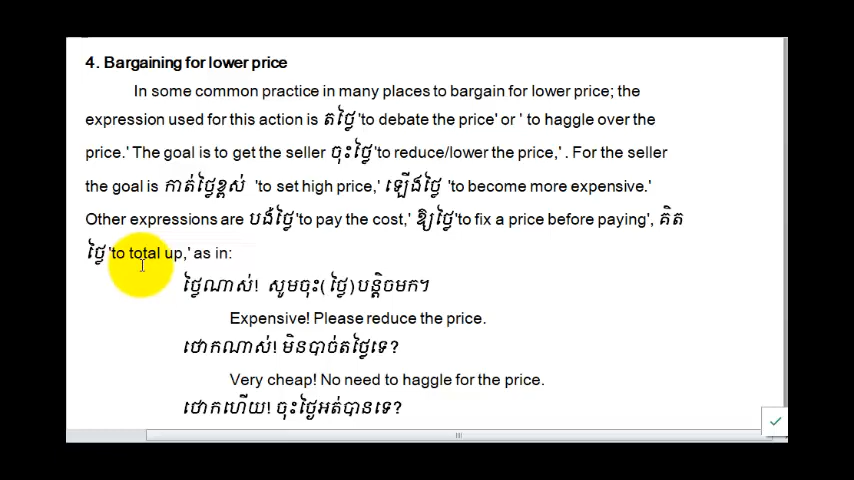 4. Bargaining for lower price
In some common practice in many places to bargain for lower price; the
expression used for this action is តថ្លៃ 'to debate the price' or ' to haggle over the
price.' The goal is to get the seller ចុះថ្លៃ 'to reduce/lower the price,' . For the seller
the goal is កាត់ថ្លៃខ្ពស់ 'to set high price,' ឡើងថ្លៃ 'to become more expensive.'
Other expressions are បង់ថ្លៃ 'to pay the cost,' ឱ្យថ្លៃ 'to fix a price before paying', គិត
ថ្លៃ 'to total up,' as in:
ថ្លៃណាស់! សូមចុះ( ថ្លៃ)បន្តិចមក។
Expensive! Please reduce the price.
ថោកណាស់! មិនបាច់តថ្លៃទេ?
Very cheap! No need to haggle for the price.
ថោកហើយ! ចុះថ្លៃអត់បានទេ?